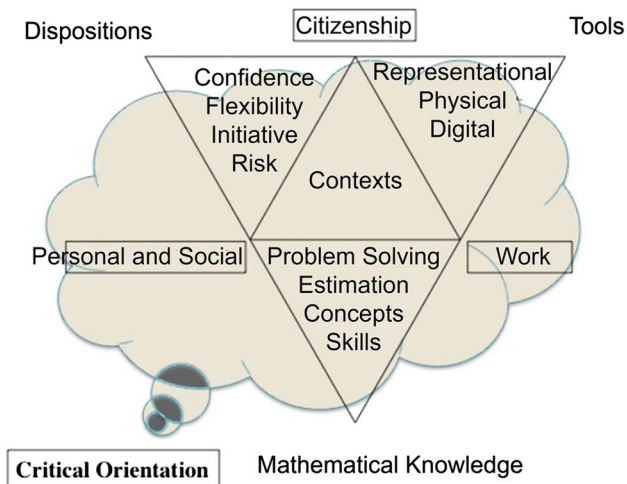 Dispositions
Citizenship
Tools
Confidence
Flexibility
Initiative
Risk
Representational
Physical
Digital
Contexts
Personal and Social
Problem Solving
Estimation
Concepts
Skills
Work
Critical Orientation
Mathematical Knowledge